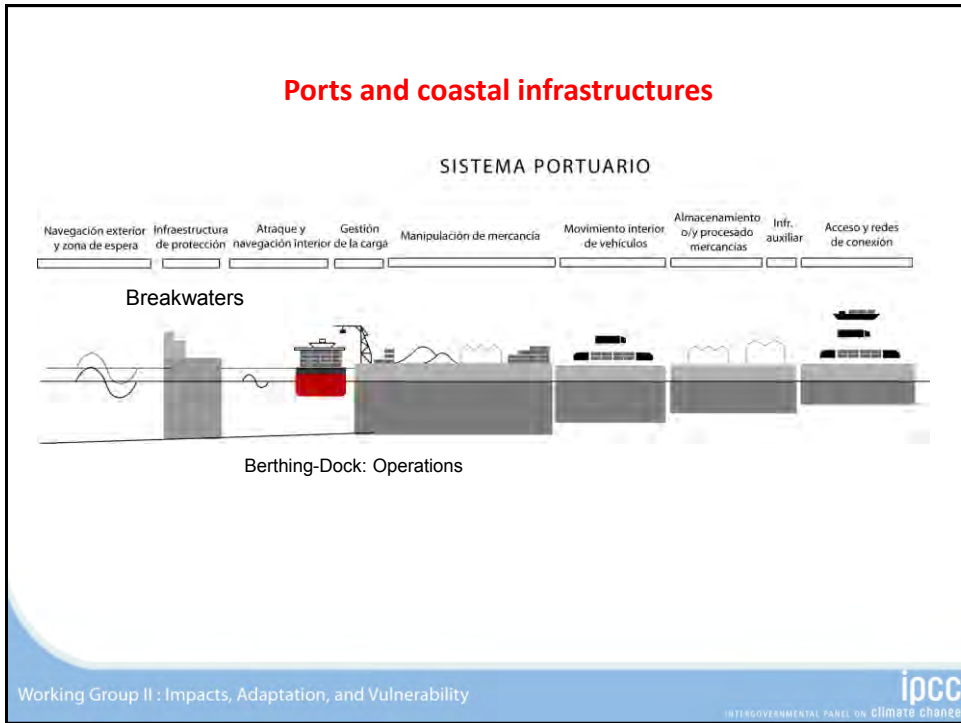 Ports and coastal infrastructures
SISTEMA PORTUARIO
Navegación exterior
y zona de espera
Infraestructura
de protección
Atraque y
navegación interior
Gestión
de la carga
Manipulación de mercancía
Movimiento interior
de vehículos
Almacenamiento
o/y procesado
mercancias
Infr.
auxiliar
Acceso y redes
de conexión
Breakwaters
Berthing-Dock: Operations
Working Group II : Impacts, Adaptation, and Vulnerability
ipcc
INTERGOVERNMENTAL PANEL ON climate change